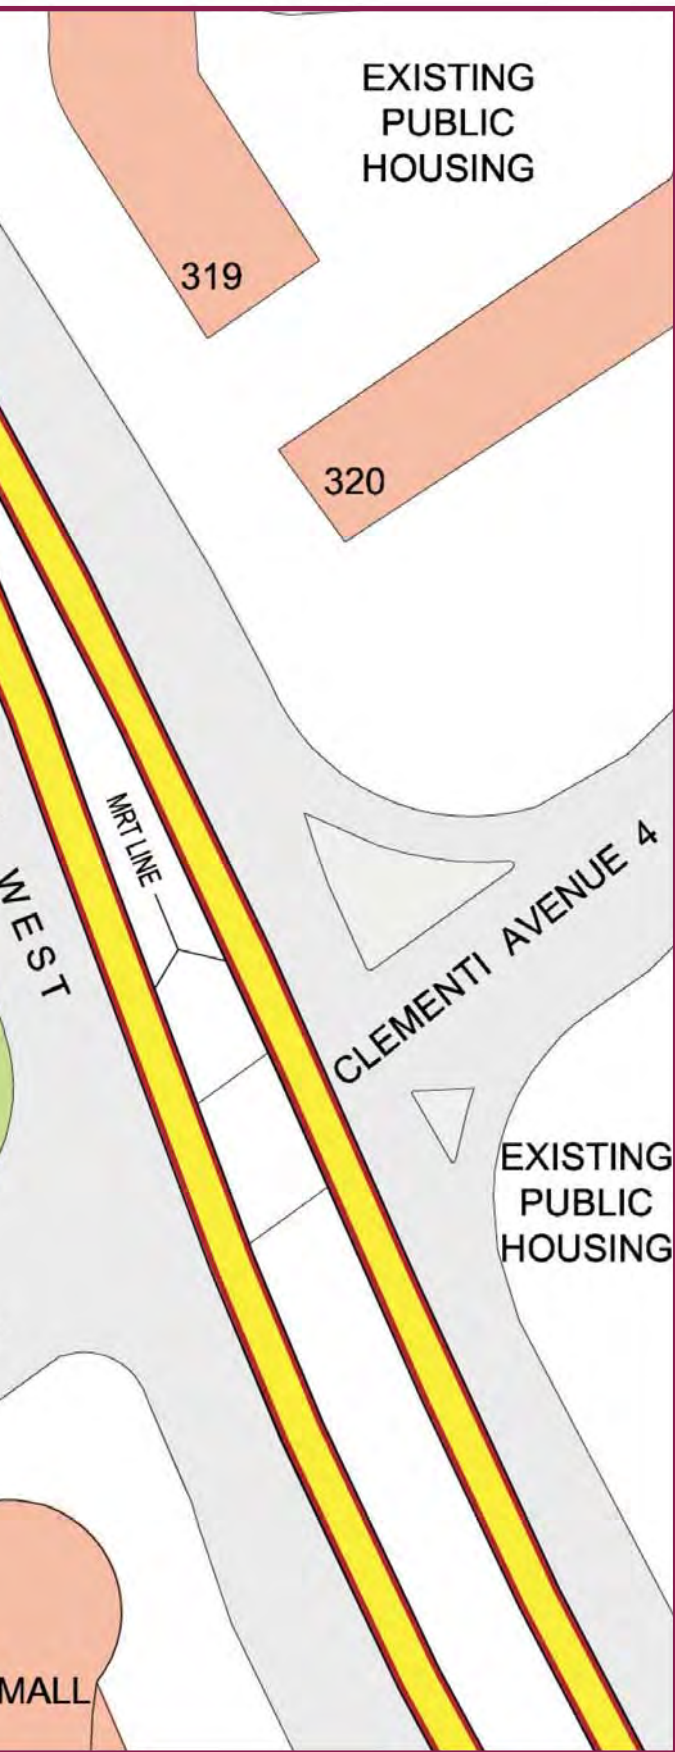 EXISTING
PUBLIC
HOUSING
319
320
MRT LINE
WEST
CLEMENTI AVENUE 4
EXISTING
PUBLIC
HOUSING
MALL